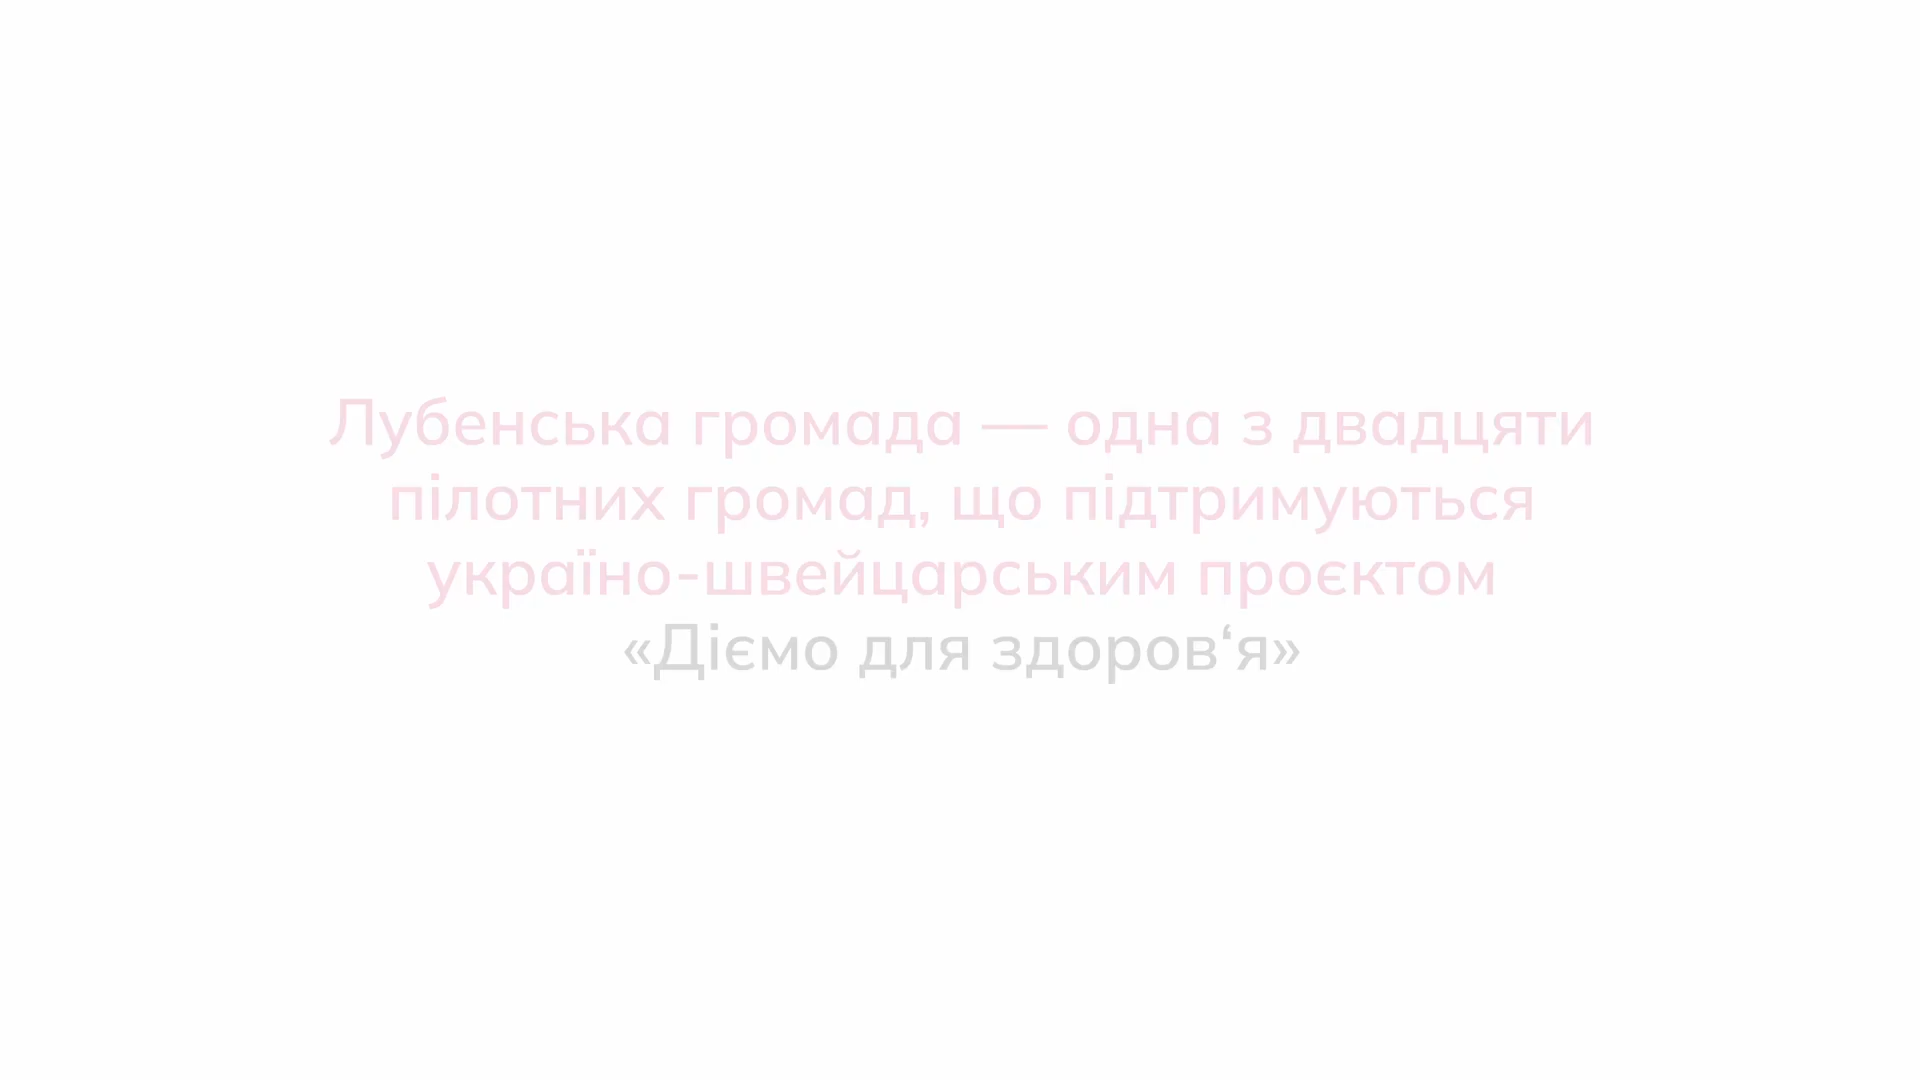 Лубенська громада — одна з двадцяти
пілотних громад, що підтримуються
україно-швейцарським проєктом
«Діємо для здоров‘я»